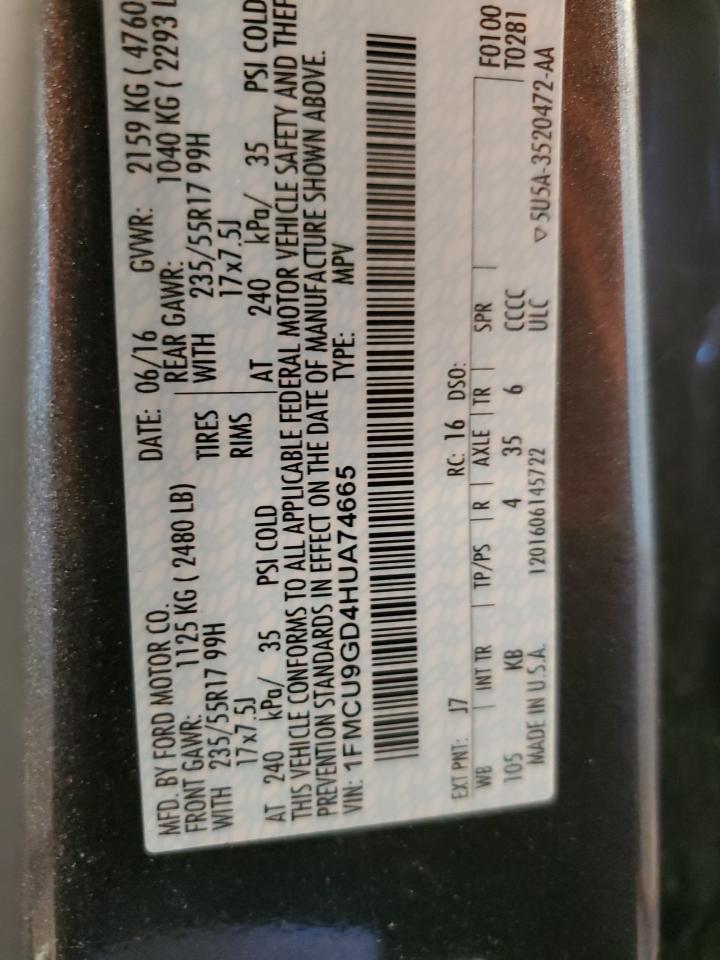 MFD. BY FORD MOTOR CO. DATE: 06/16 GVWR: 2159 KG ( 4760
FRONT GAWR: 1125 KG ( 2480 LB) REAR GAWR: 1040 KG ( 2293 L
WITH 235/55R17 99H TIRES WITH 235/55R17 99H
17x7.5J RIMS 17x7.5J
AT 240 kPa/ 35 PSI COLD AT 240 kPa/ 35 PSI COLD
THIS VEHICLE CONFORMS TO ALL APPLICABLE FEDERAL MOTOR VEHICLE SAFETY AND THEF
PREVENTION STANDARDS IN EFFECT ON THE DATE OF MANUFACTURE SHOWN ABOVE.
VIN: 1FMCU9GD4HUA74665 TYPE: MPV
EXT PNT: J7 RC: 16 DSO: F0100
WB INT TR TP/PS R AXLE TR SPR T0281
105 KB 4 35 6 CCCC
MADE IN U.S.A. 1201606145722 ULC ▽5U5A-3520472-AA